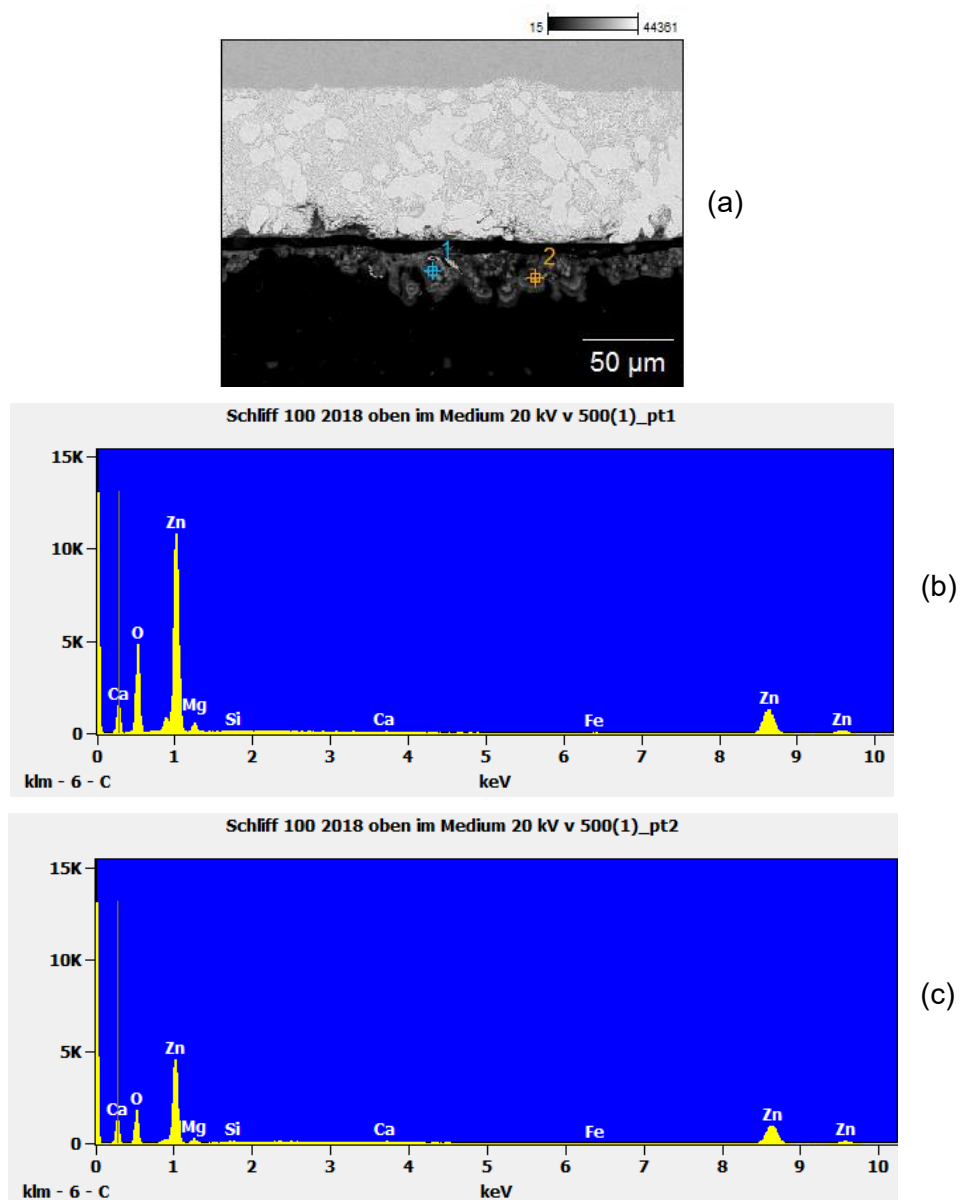 15 44361
(a)
1
2
50 µm
Schliff 100 2018 oben im Medium 20 kV v 500(1)_pt1
15K
Zn
10K
(b)
O
5K
Ca
Mg
Si
Ca
Fe
Zn
Zn
0
0 1 2 3 4 5 6 7 8 9 10
klm - 6 - C
keV
Schliff 100 2018 oben im Medium 20 kV v 500(1)_pt2
15K
10K
(c)
5K
Zn
Ca
O
Mg
Si
Ca
Fe
Zn
Zn
0
0 1 2 3 4 5 6 7 8 9 10
klm - 6 - C
keV